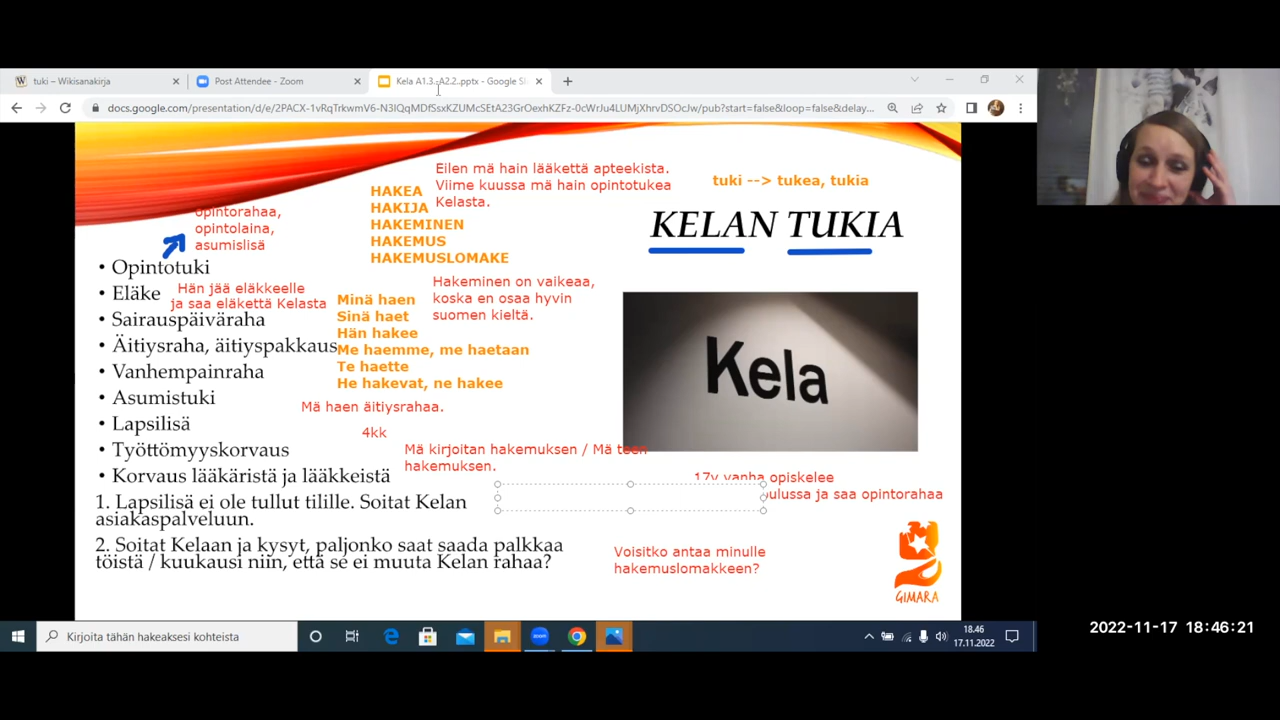 tuki – Wikisanakirja
Post Attendee - Zoom
Kela A1.3.-A2.2..pptx - Google Sl
docs.google.com/presentation/d/e/2PACX-1vRqTrkwmV6-N3IQqMDfSsxKZUMcSEtA23GrOexhKZFz-0cWrJu4LUMjXhrvDSOcJw/pub?start=false&loop=false&delay...
Eilen mä hain lääkettä apteekista.
Viime kuussa mä hain opintotukea
Kelasta.
tuki --> tukea, tukia
HAKEA
HAKIJA
HAKEMINEN
HAKEMUS
HAKEMUSLOMAKE
opintorahaa,
opintolaina,
asumislisä
KELAN TUKIA
• Opintotuki
• Eläke
Hän jää eläkkeelle
ja saa eläkettä Kelasta
• Sairauspäiväraha
• Äitiysraha, äitiyspakkaus
• Vanhempainraha
• Asumistuki
• Lapsilisä
• Työttömyyskorvaus
• Korvaus lääkäristä ja lääkkeistä
Hakeminen on vaikeaa,
koska en osaa hyvin
suomen kieltä.
Minä haen
Sinä haet
Hän hakee
Me haemme, me haetaan
Te haette
He hakevat, ne hakee
Kela
Mä haen äitiysrahaa.
4kk
Mä kirjoitan hakemuksen / Mä teen
hakemuksen.
17v vanha opiskelee
ulussa ja saa opintorahaa
1. Lapsilisä ei ole tullut tilille. Soitat Kelan
asiakaspalveluun.
2. Soitat Kelaan ja kysyt, paljonko saat saada palkkaa
töistä / kuukausi niin, että se ei muuta Kelan rahaa?
Voisitko antaa minulle
hakemuslomakkeen?
GIMARA
Kirjoita tähän hakeaksesi kohteista
zoom
18.46
17.11.2022
2022-11-17 18:46:21